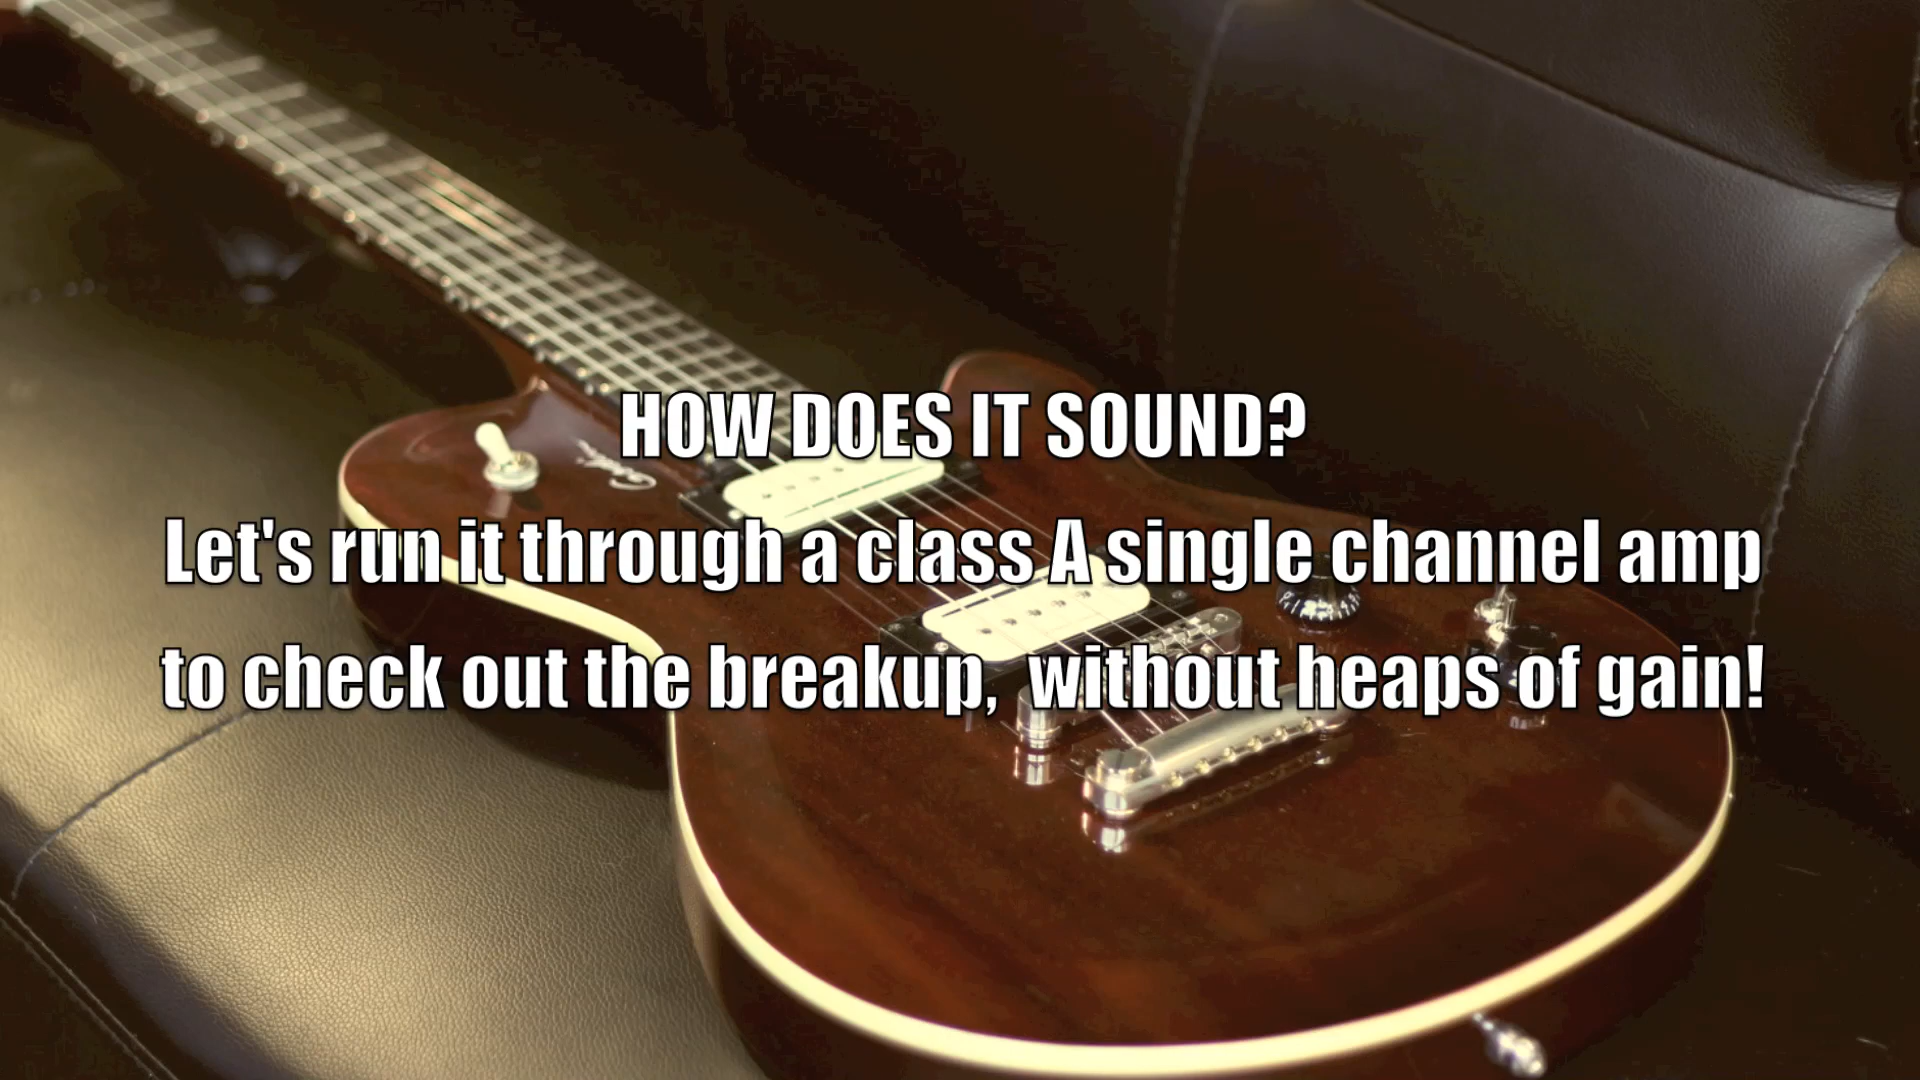 HOW DOES IT SOUND?
Let's run it through a class A single channel amp
to check out the breakup, without heaps of gain!
Godin